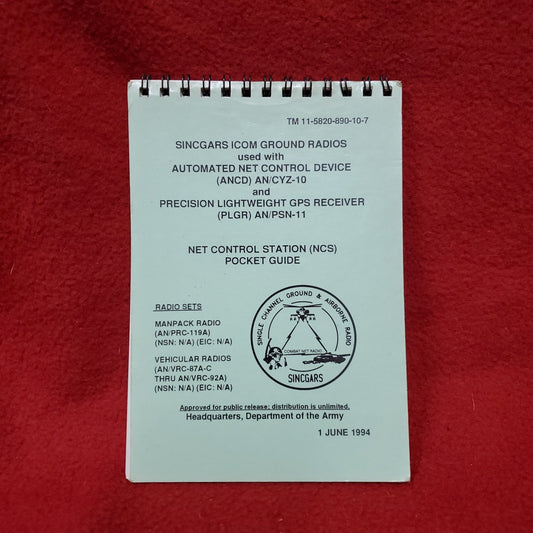 TM 11-5820-890-10-7
SINCGARS ICOM GROUND RADIOS
used with
AUTOMATED NET CONTROL DEVICE
(ANCD) AN/CYZ-10
and
PRECISION LIGHTWEIGHT GPS RECEIVER
(PLGR) AN/PSN-11
NET CONTROL STATION (NCS)
POCKET GUIDE
RADIO SETS
MANPACK RADIO
(AN/PRC-119A)
(NSN: N/A) (EIC: N/A)
VEHICULAR RADIOS
(AN/VRC-87A-C
THRU AN/VRC-92A)
(NSN: N/A) (EIC: N/A)
SINGLE CHANNEL GROUND & AIRBORNE RADIO
COMBAT NET RADIO
SINCGARS
Approved for public release; distribution is unlimited.
Headquarters, Department of the Army
1 JUNE 1994